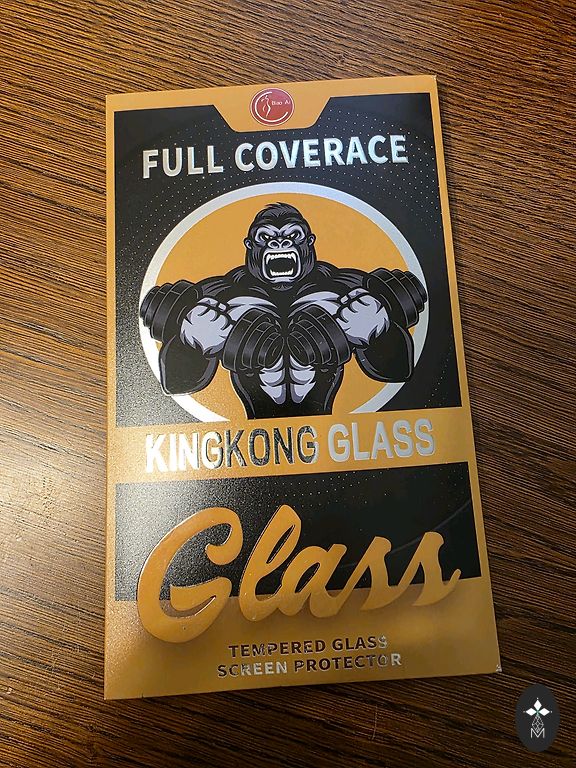 Biao Ai
FULL COVERACE
KINGKONG GLASS
Glass
TEMPERED GLASS
SCREEN PROTECTOR
M